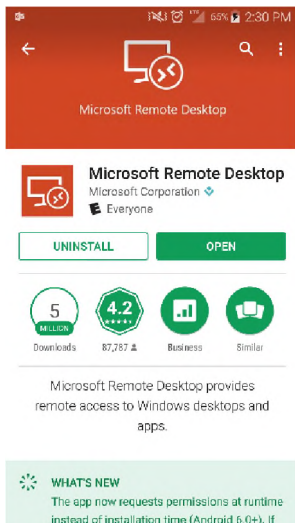 LTE 65% 2:30 PM
Microsoft Remote Desktop
Microsoft Remote Desktop
Microsoft Corporation
E Everyone
UNINSTALL OPEN
5 4.2
MILLION
Downloads 87,787 Business Similar
Microsoft Remote Desktop provides
remote access to Windows desktops and
apps.
WHAT'S NEW
The app now requests permissions at runtime
instead of installation time (Android 6.0+). If